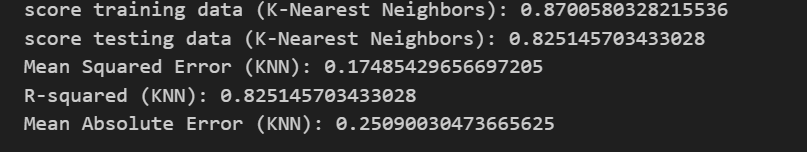 score training data (K-Nearest Neighbors): 0.8700580328215536
score testing data (K-Nearest Neighbors): 0.825145703433028
Mean Squared Error (KNN): 0.17485429656697205
R-squared (KNN): 0.825145703433028
Mean Absolute Error (KNN): 0.25090030473665625